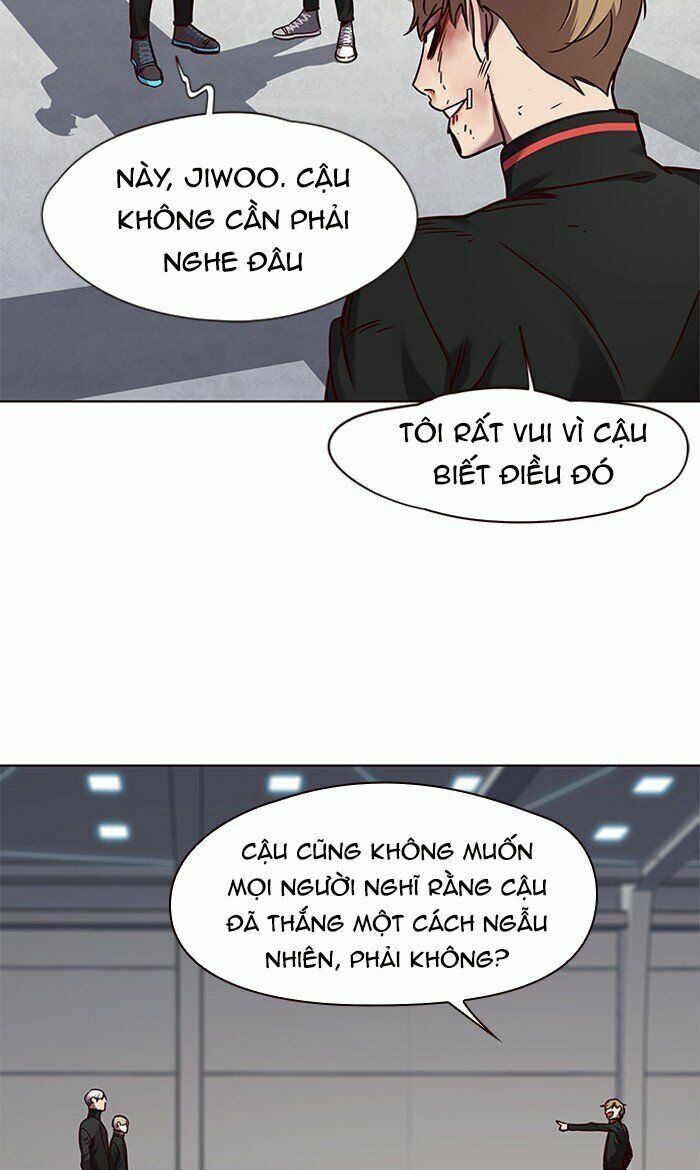 NÀY, JIWOO. CẬU
KHÔNG CẦN PHẢI
NGHE ĐÂU
TÔI RẤT VUI VÌ CẬU
BIẾT ĐIỀU ĐÓ
CẬU CŨNG KHÔNG MUỐN
MỌI NGƯỜI NGHĨ RẰNG CẬU
ĐÃ THẮNG MỘT CÁCH NGẪU
NHIÊN, PHẢI KHÔNG?